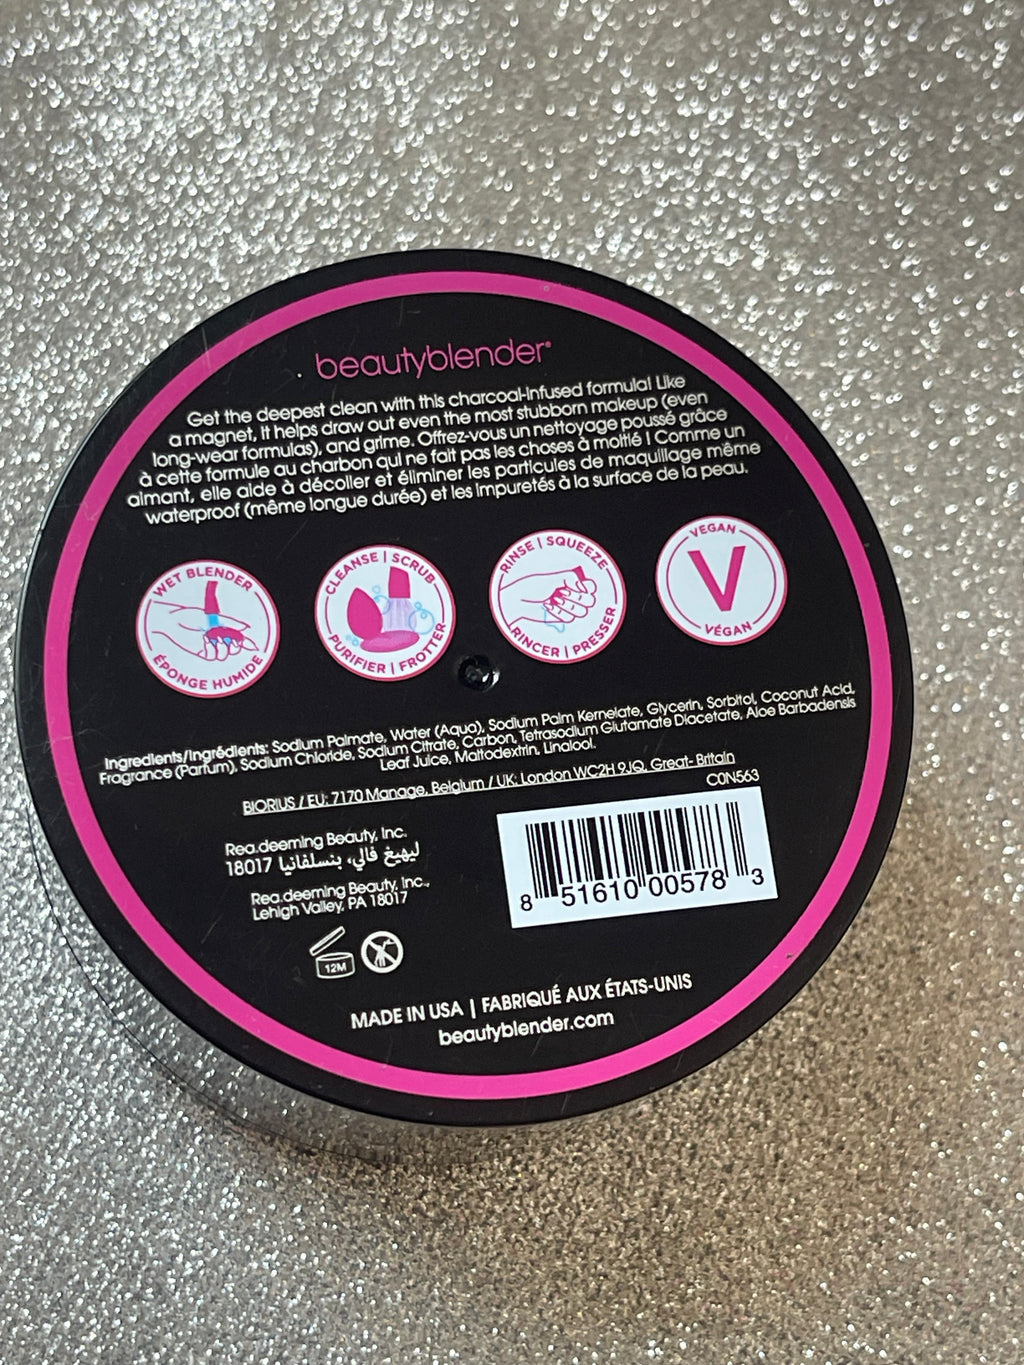 beautyblender®
Get the deepest clean with this charcoal-infused formula! Like
a magnet, it helps draw out even the most stubborn makeup (even
long-wear formulas), and grime. Offrez-vous un nettoyage poussé grâce
à cette formule au charbon qui ne fait pas les choses à moitié ! Comme un
aimant, elle aide à décoller et éliminer les particules de maquillage même
waterproof (même longue durée) et les impuretés à la surface de la peau.
WET BLENDER
ÉPONGE HUMIDE
CLEANSE | SCRUB
PURIFIER | FROTTER
RINSE | SQUEEZE
RINCER | PRESSER
VEGAN
V
VÉGAN
Ingredients/Ingrédients: Sodium Palmate, Water (Aqua), Sodium Palm Kernelate, Glycerin, Sorbitol, Coconut Acid,
Fragrance (Parfum), Sodium Chloride, Sodium Citrate, Carbon, Tetrasodium Glutamate Diacetate, Aloe Barbadensis
Leaf Juice, Maltodextrin, Linalool.
BIORIUS / EU: 7170 Manage, Belgium / UK: London WC2H 9JQ, Great- Britain
C0N563
Rea.deeming Beauty, Inc.
ليهيغ فالي، بنسلفانيا 18017
Rea.deeming Beauty, Inc.,
Lehigh Valley, PA 18017
8 51610 00578 3
12M
MADE IN USA | FABRIQUÉ AUX ÉTATS-UNIS
beautyblender.com